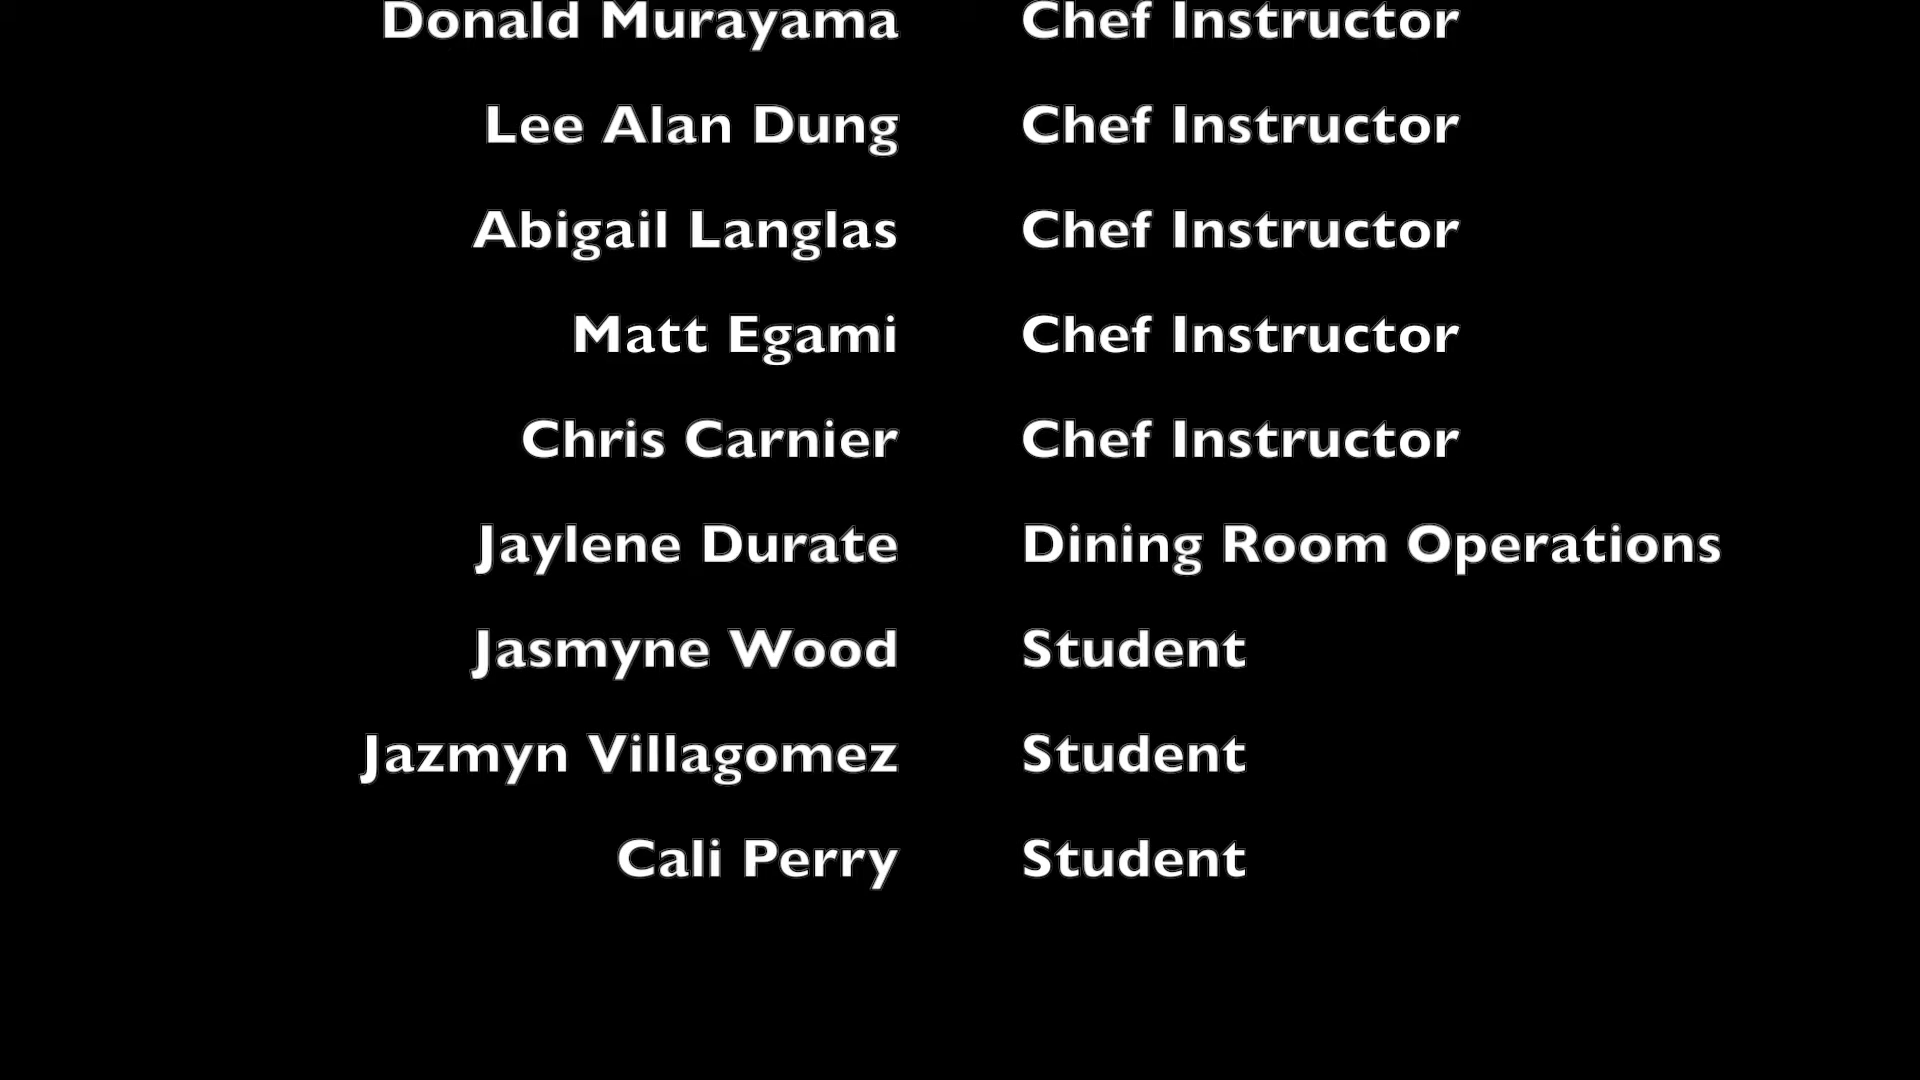 Donald Murayama Chef Instructor
Lee Alan Dung Chef Instructor
Abigail Langlas Chef Instructor
Matt Egami Chef Instructor
Chris Carnier Chef Instructor
Jaylene Durate Dining Room Operations
Jasmyne Wood Student
Jazmyn Villagomez Student
Cali Perry Student